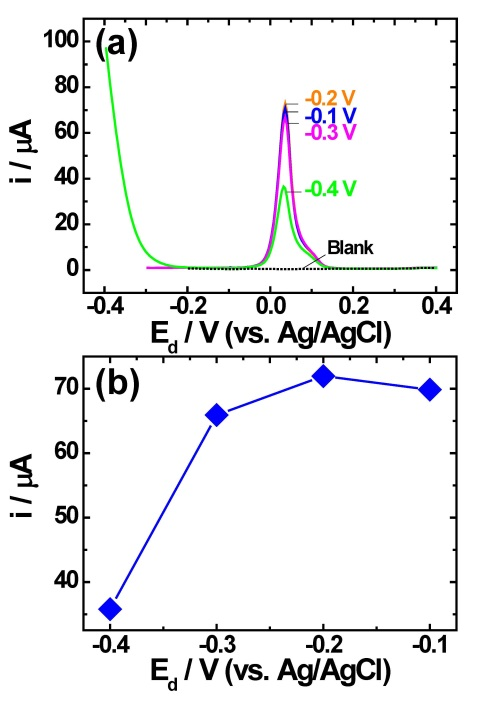 (a)
100
80
60
40
20
0
i / µA
-0.2 V
-0.1 V
-0.3 V
-0.4 V
Blank
-0.4 -0.2 0.0 0.2 0.4
E_d / V (vs. Ag/AgCl)
(b)
70
60
50
40
i / µA
-0.4 -0.3 -0.2 -0.1
E_d / V (vs. Ag/AgCl)